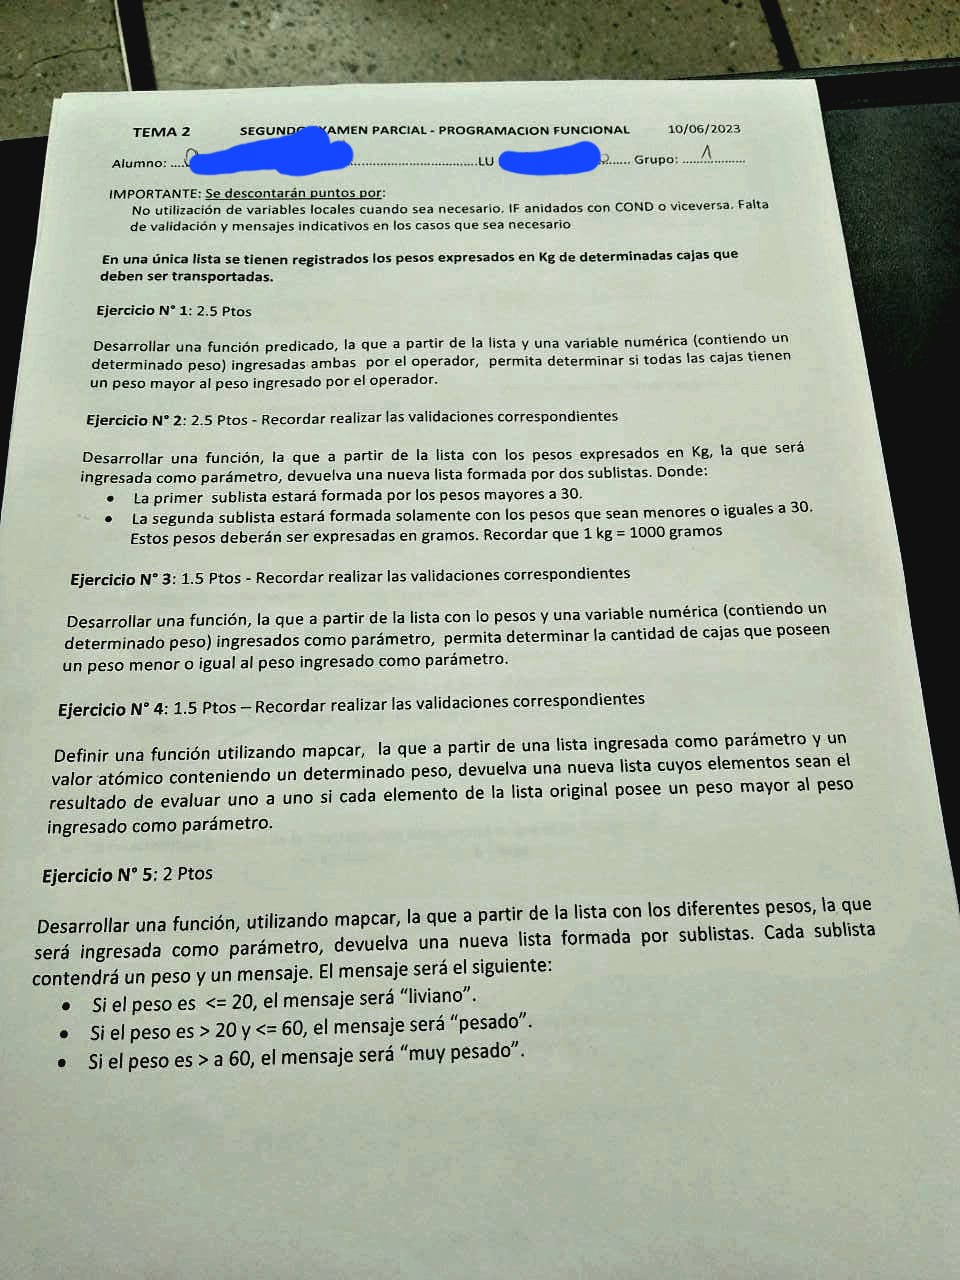 TEMA 2 SEGUNDO EXAMEN PARCIAL - PROGRAMACION FUNCIONAL 10/06/2023
Alumno: .... ..............................LU ...... Grupo: ....1..........
IMPORTANTE: Se descontarán puntos por:
No utilización de variables locales cuando sea necesario. IF anidados con COND o viceversa. Falta
de validación y mensajes indicativos en los casos que sea necesario
En una única lista se tienen registrados los pesos expresados en Kg de determinadas cajas que
deben ser transportadas.
Ejercicio N° 1: 2.5 Ptos
Desarrollar una función predicado, la que a partir de la lista y una variable numérica (contiendo un
determinado peso) ingresadas ambas por el operador, permita determinar si todas las cajas tienen
un peso mayor al peso ingresado por el operador.
Ejercicio N° 2: 2.5 Ptos - Recordar realizar las validaciones correspondientes
Desarrollar una función, la que a partir de la lista con los pesos expresados en Kg, la que será
ingresada como parámetro, devuelva una nueva lista formada por dos sublistas. Donde:
• La primer sublista estará formada por los pesos mayores a 30.
• La segunda sublista estará formada solamente con los pesos que sean menores o iguales a 30.
Estos pesos deberán ser expresadas en gramos. Recordar que 1 kg = 1000 gramos
Ejercicio N° 3: 1.5 Ptos - Recordar realizar las validaciones correspondientes
Desarrollar una función, la que a partir de la lista con lo pesos y una variable numérica (contiendo un
determinado peso) ingresados como parámetro, permita determinar la cantidad de cajas que poseen
un peso menor o igual al peso ingresado como parámetro.
Ejercicio N° 4: 1.5 Ptos – Recordar realizar las validaciones correspondientes
Definir una función utilizando mapcar, la que a partir de una lista ingresada como parámetro y un
valor atómico conteniendo un determinado peso, devuelva una nueva lista cuyos elementos sean el
resultado de evaluar uno a uno si cada elemento de la lista original posee un peso mayor al peso
ingresado como parámetro.
Ejercicio N° 5: 2 Ptos
Desarrollar una función, utilizando mapcar, la que a partir de la lista con los diferentes pesos, la que
será ingresada como parámetro, devuelva una nueva lista formada por sublistas. Cada sublista
contendrá un peso y un mensaje. El mensaje será el siguiente:
• Si el peso es <= 20, el mensaje será “liviano”.
• Si el peso es > 20 y <= 60, el mensaje será “pesado”.
• Si el peso es > a 60, el mensaje será “muy pesado”.